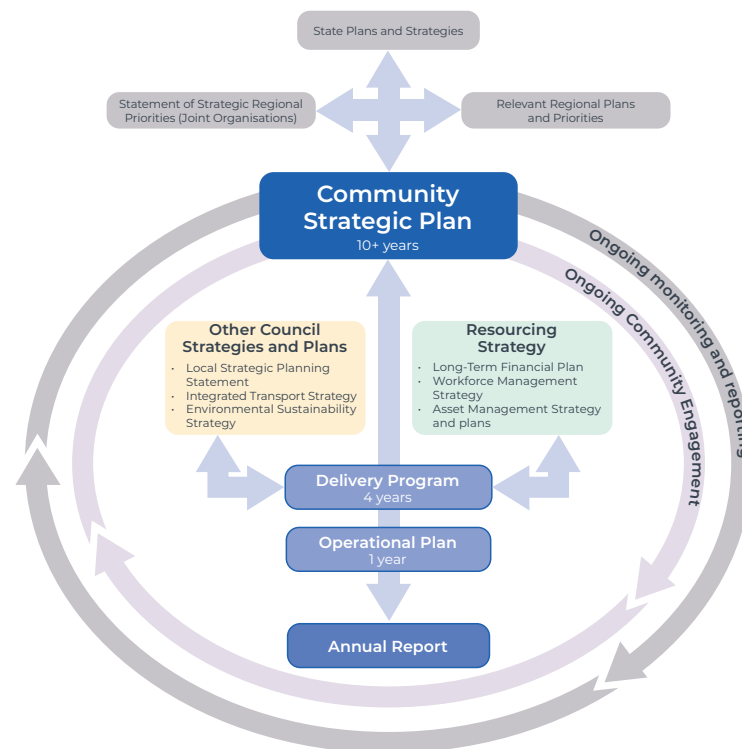 State Plans and Strategies
Statement of Strategic Regional
Priorities (Joint Organisations)
Relevant Regional Plans
and Priorities
Community
Strategic Plan
10+ years
Ongoing monitoring and reporting
Ongoing Community Engagement
Other Council
Strategies and Plans
· Local Strategic Planning
Statement
· Integrated Transport Strategy
· Environmental Sustainability
Strategy
Resourcing
Strategy
· Long-Term Financial Plan
· Workforce Management
Strategy
· Asset Management Strategy
and plans
Delivery Program
4 years
Operational Plan
1 year
Annual Report